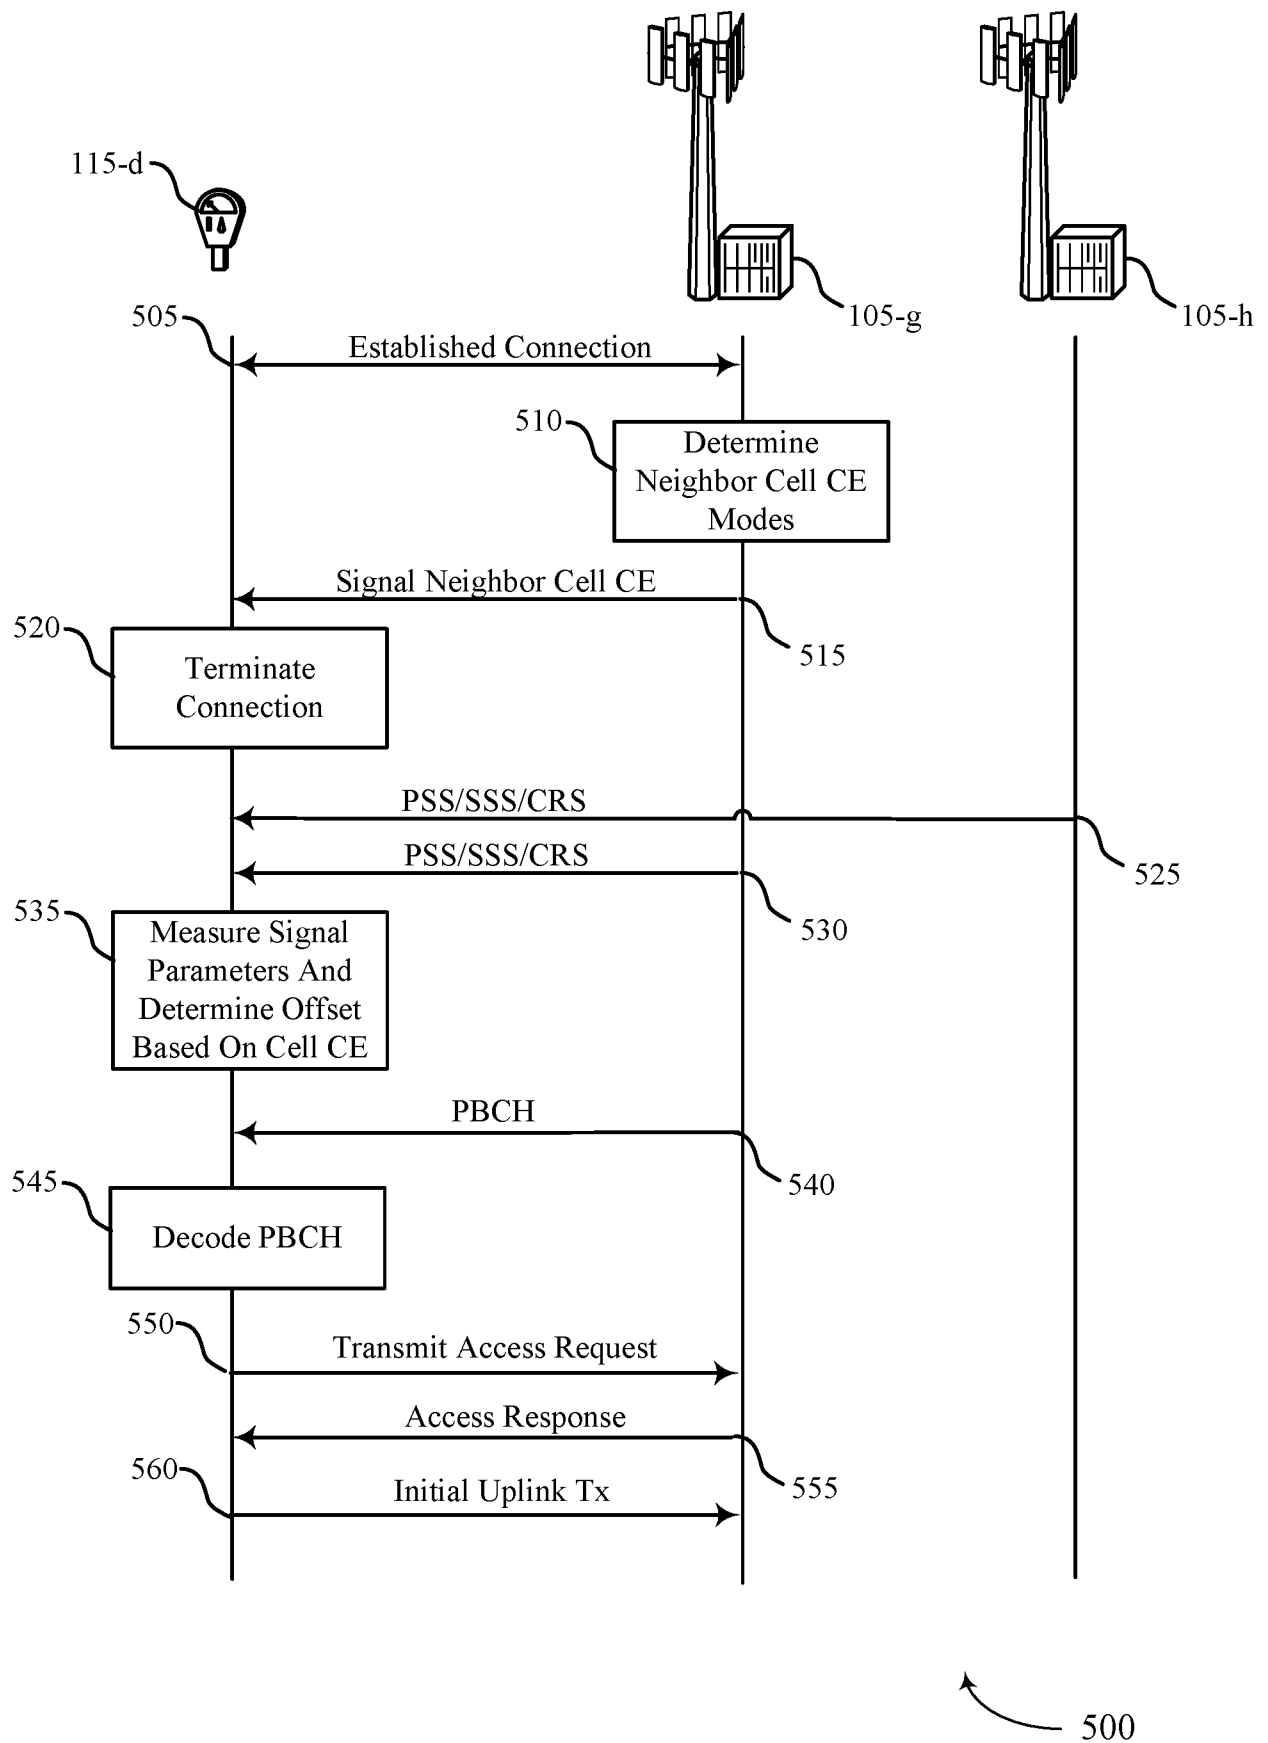 115-d
105-g
105-h
505
Established Connection
510
Determine
Neighbor Cell CE
Modes
Signal Neighbor Cell CE
515
520
Terminate
Connection
PSS/SSS/CRS
525
PSS/SSS/CRS
530
535
Measure Signal
Parameters And
Determine Offset
Based On Cell CE
PBCH
540
545
Decode PBCH
550
Transmit Access Request
Access Response
555
560
Initial Uplink Tx
500